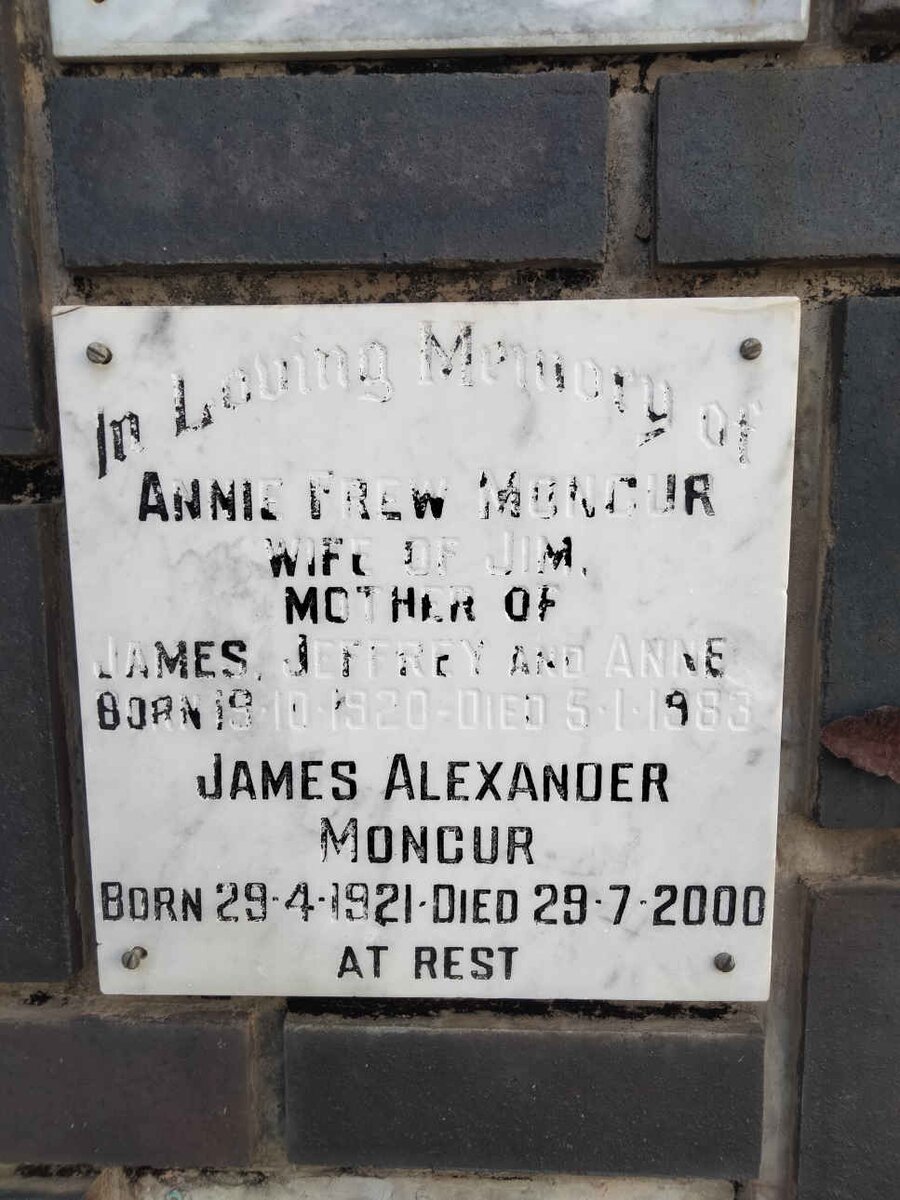 In Loving Memory of
ANNIE FREW MONCUR
WIFE OF JIM,
MOTHER OF
JAMES, JEFFREY AND ANNE
BORN 19·10·1920-DIED 5·1·1983
JAMES ALEXANDER
MONCUR
BORN 29·4·1921·DIED 29·7·2000
AT REST